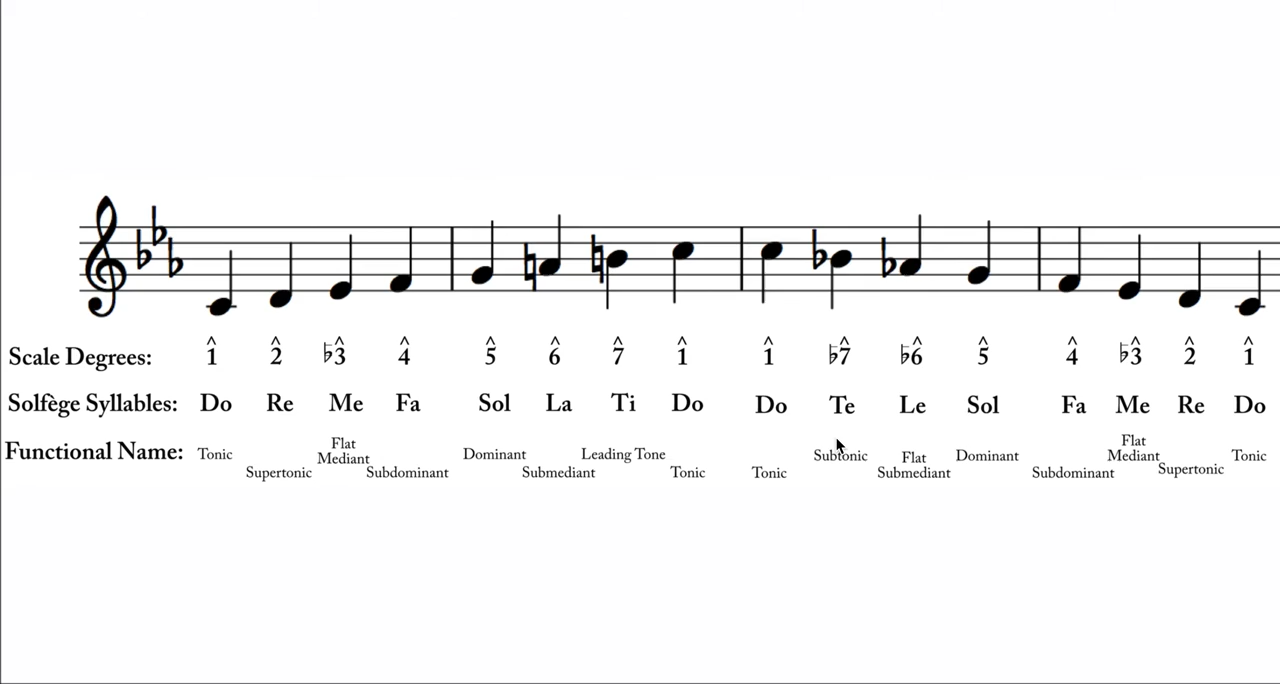 Scale Degrees: 1̂ 2̂ ♭3̂ 4̂ 5̂ 6̂ 7̂ 1̂ 1̂ ♭7̂ ♭6̂ 5̂ 4̂ ♭3̂ 2̂ 1̂
Solfège Syllables: Do Re Me Fa Sol La Ti Do Do Te Le Sol Fa Me Re Do
Functional Name: Tonic Supertonic Flat Mediant Subdominant Dominant Submediant Leading Tone Tonic Tonic Subtonic Flat Submediant Dominant Subdominant Flat Mediant Supertonic Tonic